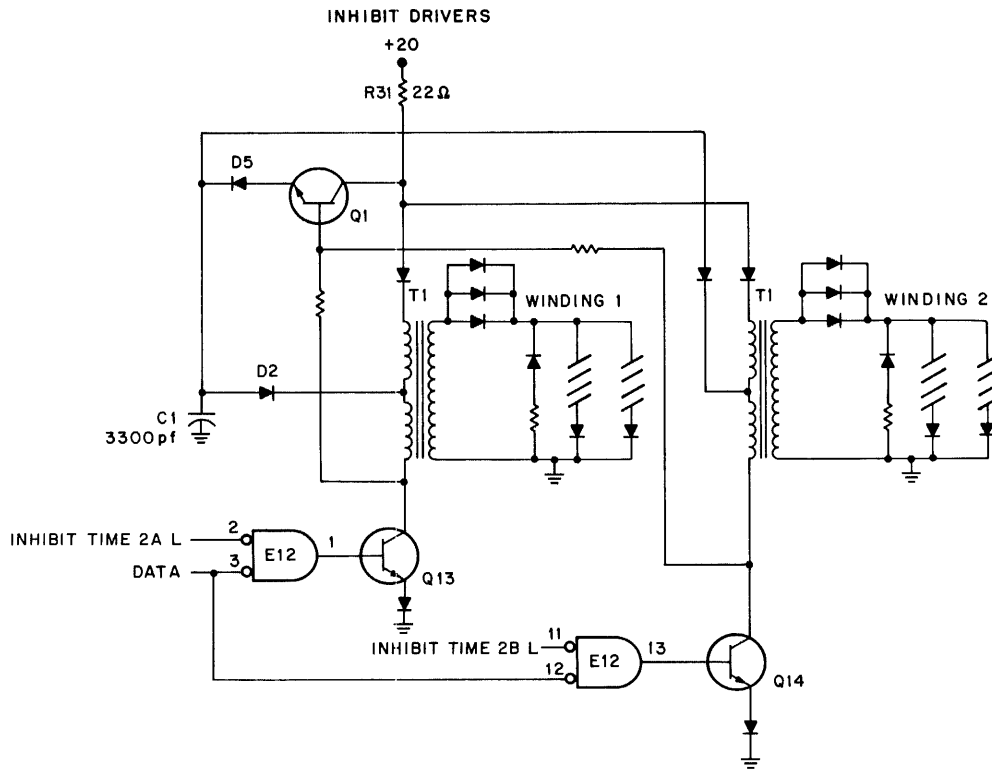 INHIBIT DRIVERS
+20
R31 22Ω
D5
Q1
T1
WINDING 1
T1
WINDING 2
D2
C1
3300pf
INHIBIT TIME 2A L
2
3
E12
1
DATA
Q13
INHIBIT TIME 2B L
11
12
E12
13
Q14